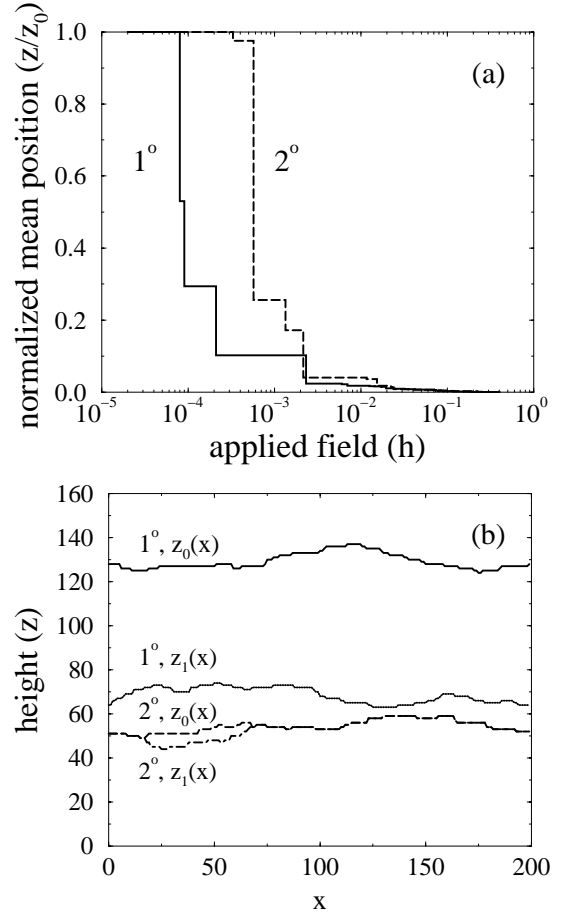 1.0
0.8
0.6
0.4
0.2
0.0
normalized mean position (z/z₀)
(a)
1°
2°
10⁻⁵ 10⁻⁴ 10⁻³ 10⁻² 10⁻¹ 10⁰
applied field (h)
160
140
120
100
80
60
40
20
0
height (z)
(b)
1°, z₀(x)
1°, z₁(x)
2°, z₀(x)
2°, z₁(x)
0 50 100 150 200
x